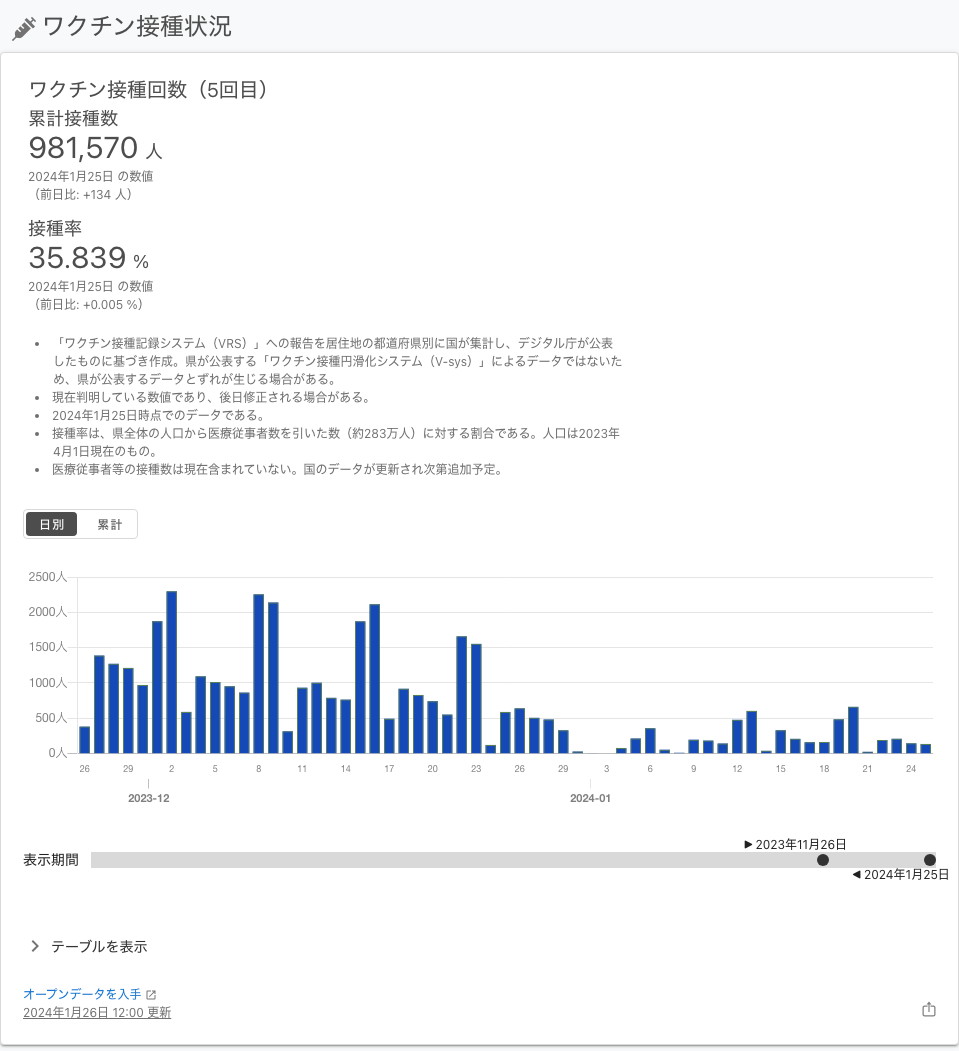 ワクチン接種状況
ワクチン接種回数（5回目）
累計接種数
981,570 人
2024年1月25日 の数値
（前日比: +134 人）
接種率
35.839 %
2024年1月25日 の数値
（前日比: +0.005 %）
• 「ワクチン接種記録システム（VRS）」への報告を居住地の都道府県別に国が集計し、デジタル庁が公表
したものに基づき作成。県が公表する「ワクチン接種円滑化システム（V-sys）」によるデータではないた
め、県が公表するデータとずれが生じる場合がある。
• 現在判明している数値であり、後日修正される場合がある。
• 2024年1月25日時点でのデータである。
• 接種率は、県全体の人口から医療従事者数を引いた数（約283万人）に対する割合である。人口は2023年
4月1日現在のもの。
• 医療従事者等の接種数は現在含まれていない。国のデータが更新され次第追加予定。
日別 累計
2500人
2000人
1500人
1000人
500人
0人
26 29 2 5 8 11 14 17 20 23 26 29 3 6 9 12 15 18 21 24
2023-12 2024-01
▶ 2023年11月26日
表示期間
◀ 2024年1月25日
テーブルを表示
オープンデータを入手
2024年1月26日 12:00 更新